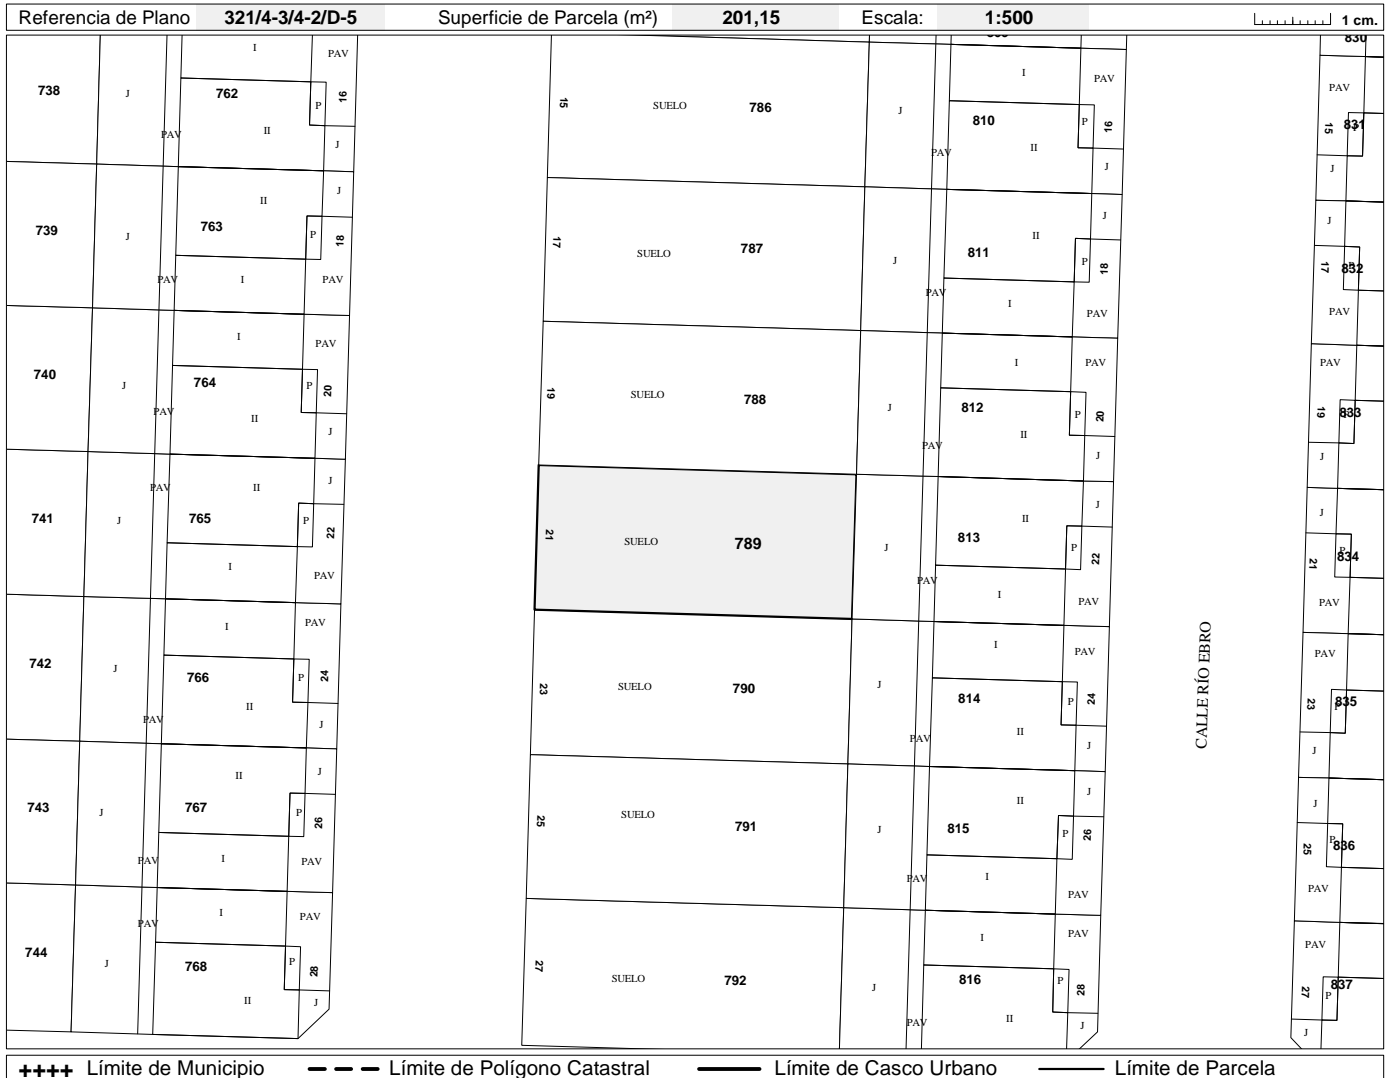 Referencia de Plano 321/4-3/4-2/D-5 Superficie de Parcela (m²) 201,15 Escala: 1:500 1 cm.
I PAV 830
738 J 762 P 16 15 SUELO 786 J I PAV PAV
PAV II J PAV 810 II P 16 J 15 831 P J
739 J 763 II J P 18 17 SUELO 787 J 811 II J P 18 J 17 832 P
PAV I PAV PAV I PAV PAV
740 J 764 I PAV P 20 19 SUELO 788 J 812 I PAV P 20 PAV 19 833 P
PAV II J PAV II J J
741 J PAV 765 II J P 22 21 SUELO 789 J 813 II J P 22 J 21 834 P
I PAV PAV I PAV PAV
742 J 766 I PAV P 24 23 SUELO 790 J 814 I PAV P 24 CALLE RÍO EBRO PAV 23 835 P
PAV II J PAV II J J
743 J 767 II J P 26 25 SUELO 791 J 815 II J P 26 J 25 836 P
PAV I PAV PAV I PAV PAV
744 J PAV 768 I PAV P 28 27 SUELO 792 J 816 I PAV P 28 PAV 27 837 P
II J PAV II J J
++++ Límite de Municipio Límite de Polígono Catastral Límite de Casco Urbano Límite de Parcela